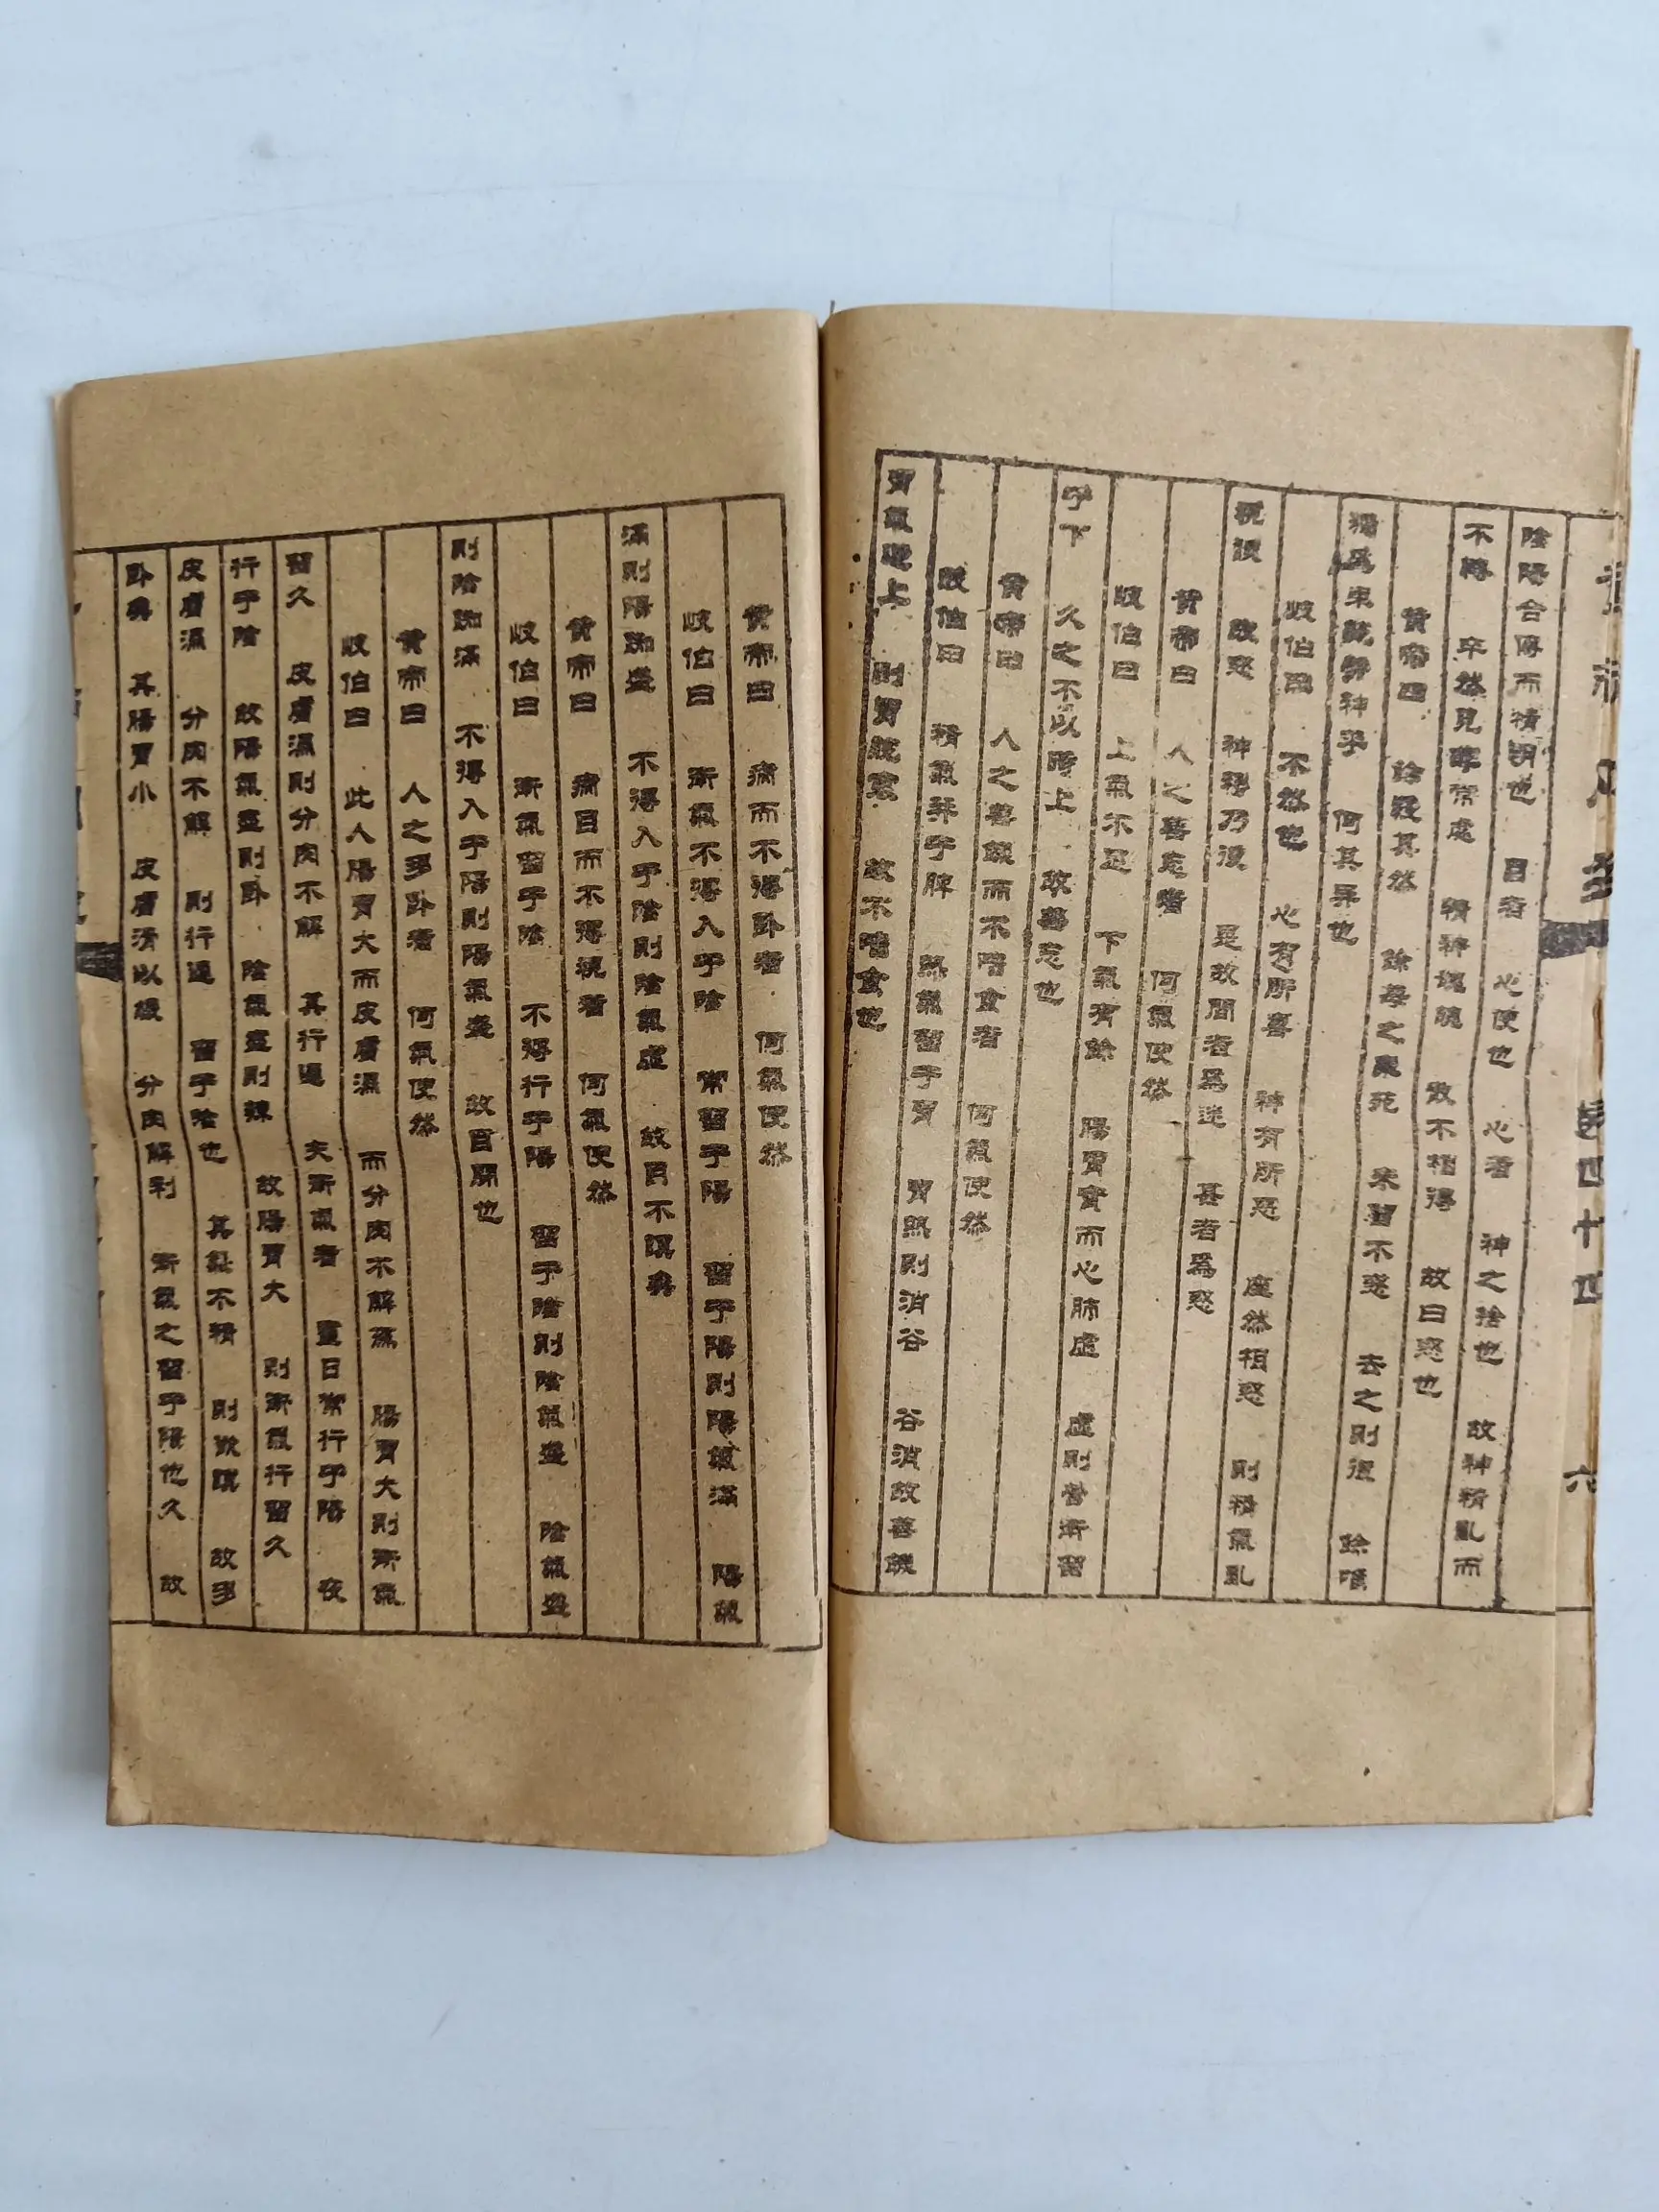 卷四十四
六
陰陽合傳而精明也 目者 心使也 心者 神之捨也 故神精亂而
不轉 卒然見非常處 精神魂魄 散不相得 故曰惑也
黃帝曰 餘疑其然 餘每之東苑 未嘗不惑 去之則復 餘唯
獨爲東苑勞神乎 何其異也
岐伯曰 不然也 心有所喜 神有所惡 座然相惑 則精氣亂
視誤 故惑 神移乃復 是故間者爲迷 甚者爲惑
黃帝曰 人之善忘者 何氣使然
岐伯曰 上氣不足 下氣有餘 腸胃實而心肺虛 虛則營衛留
于下 久之不以時上 故善忘也
黃帝曰 人之善饑而不嗜食者 何氣使然
岐伯曰 精氣並于脾 熱氣留于胃 胃熱則消谷 谷消故善饑
胃氣逆上 則胃脘寒 故不嗜食也
黃帝曰 病而不得卧者 何氣使然
岐伯曰 衛氣不得入于陰 常留于陽 留于陽則陽氣滿 陽氣
滿則陽蹻盛 不得入于陰則陰氣虛 故目不瞑矣
黃帝曰 病目而不得視者 何氣使然
岐伯曰 衛氣留于陰 不得行于陽 留于陰則陰氣盛 陰氣盛
則陰蹻滿 不得入于陽則陽氣虛 故目閉也
黃帝曰 人之多卧者 何氣使然
岐伯曰 此人腸胃大而皮膚濕 而分肉不解焉 腸胃大則衛氣
留久 皮膚濕則分肉不解 其行遲 夫衛氣者 晝日常行于陽 夜
行于陰 故陽氣盡則卧 陰氣盡則寤 故腸胃大 則衛氣行留久
皮膚濕 分肉不解 則行遲 留于陰也久 其氣不精 則欲瞑 故多
卧矣 其腸胃小 皮膚滑以緩 分肉解利 衛氣之留于陽也久 故